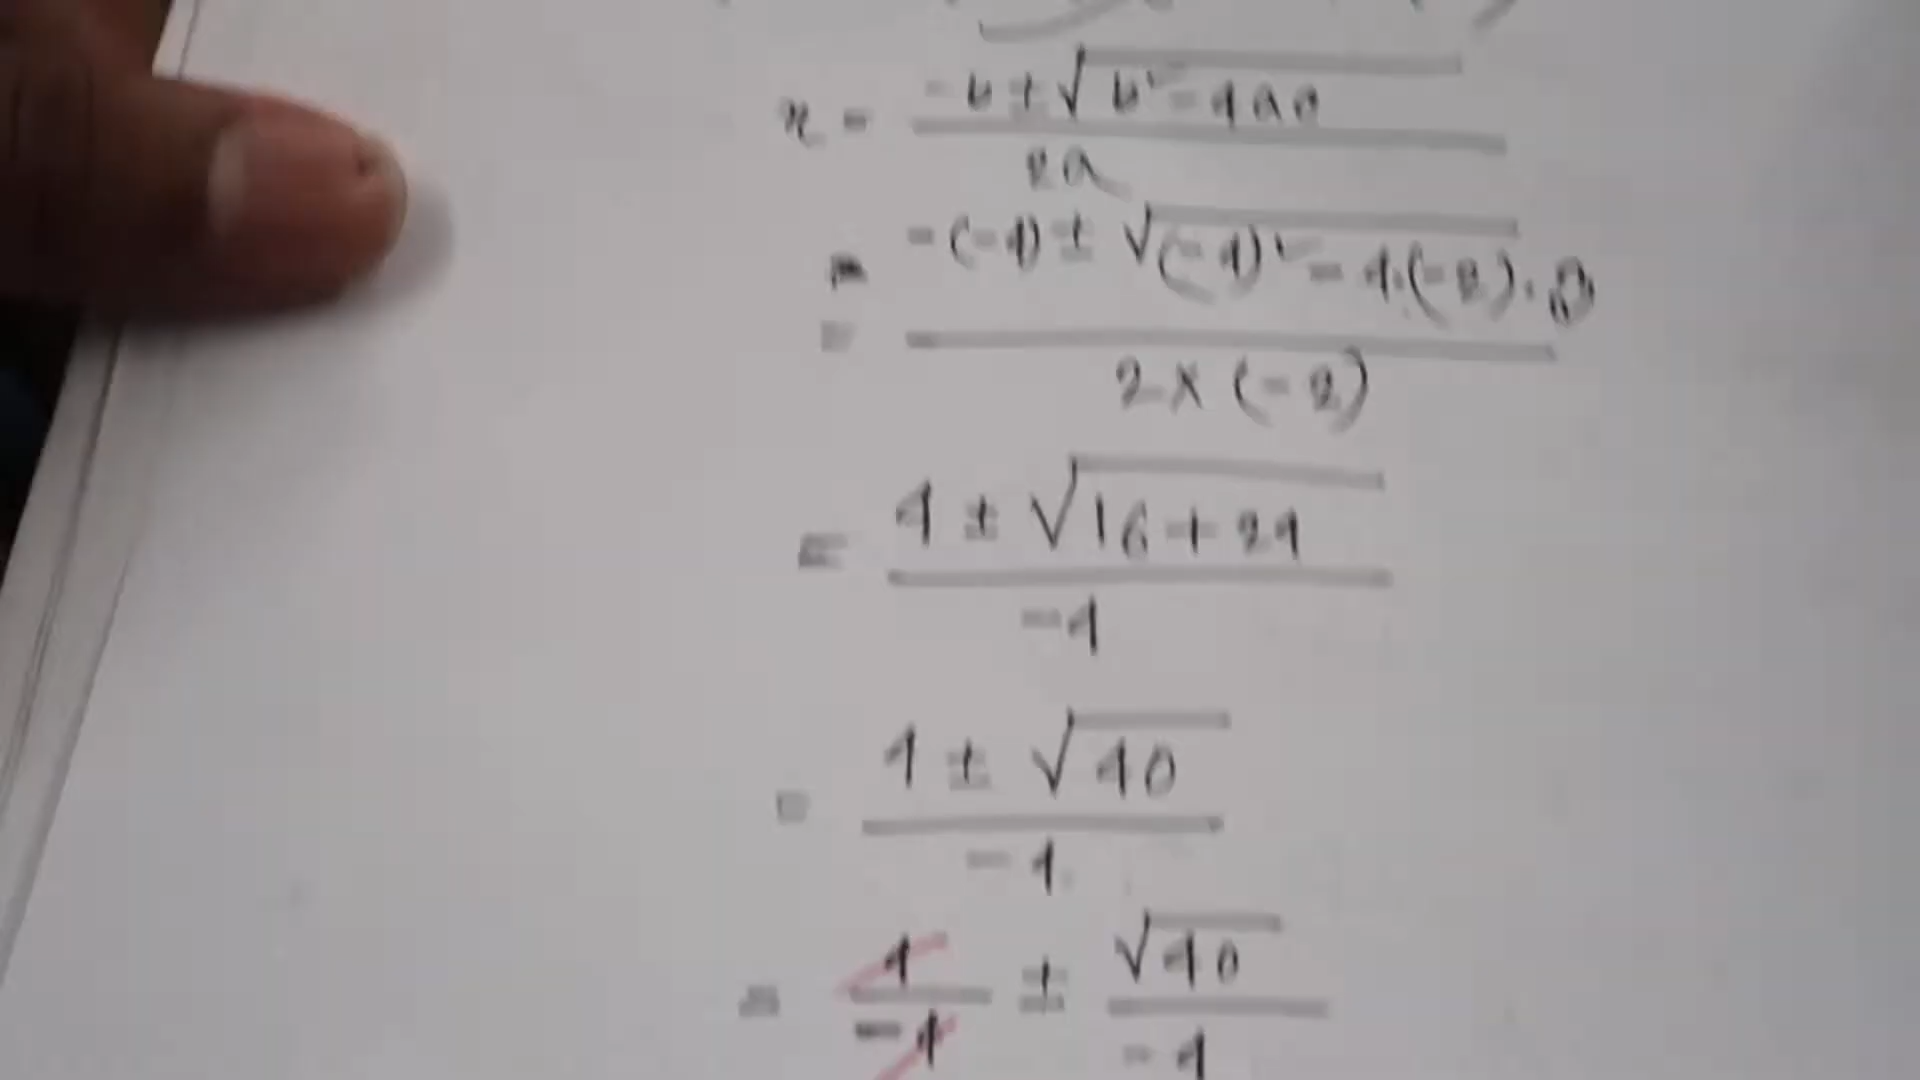 x = -b ± √b² - 4ac / 2a
= -(-4) ± √(-4)² - 4·(-2)·3
= / 2 × (-2)
= 4 ± √16 + 24 / -4
= 4 ± √40 / -4
= 4 / -4 ± √40 / -4